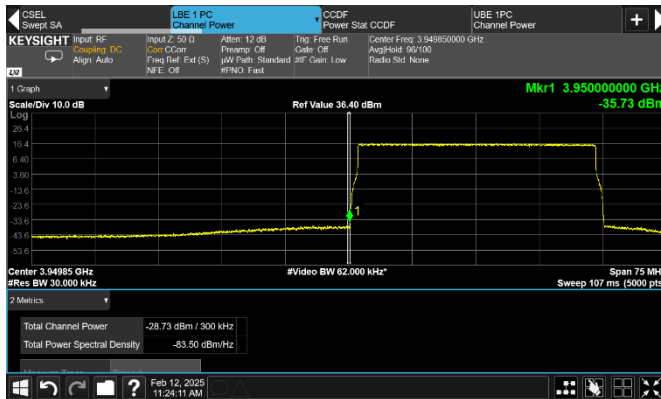 CSEL
Swept SA
LBE 1 PC
Channel Power
CCDF
Power Stat CCDF
UBE 1PC
Channel Power
KEYSIGHT
Input: RF
Coupling: DC
Align: Auto
Input Z: 50 Ω
Corr CCorr
Freq Ref: Ext (S)
NFE: Off
Atten: 12 dB
Preamp: Off
µW Path: Standard
#PNO: Fast
Trig: Free Run
Gate: Off
#IF Gain: Low
Center Freq: 3.949850000 GHz
Avg|Hold: 96/100
Radio Std: None
1 Graph
Mkr1 3.950000000 GHz
Scale/Div 10.0 dB
Ref Value 36.40 dBm
-35.73 dBm
Log
26.4
16.4
6.40
-3.60
-13.6
-23.6
-33.6
-43.6
-53.6
1
Center 3.94985 GHz
#Video BW 62.000 kHz*
Span 75 MH
#Res BW 30.000 kHz
Sweep 107 ms (5000 pts
2 Metrics
Total Channel Power -28.73 dBm / 300 kHz
Total Power Spectral Density -83.50 dBm/Hz
Feb 12, 2025
11:24:11 AM